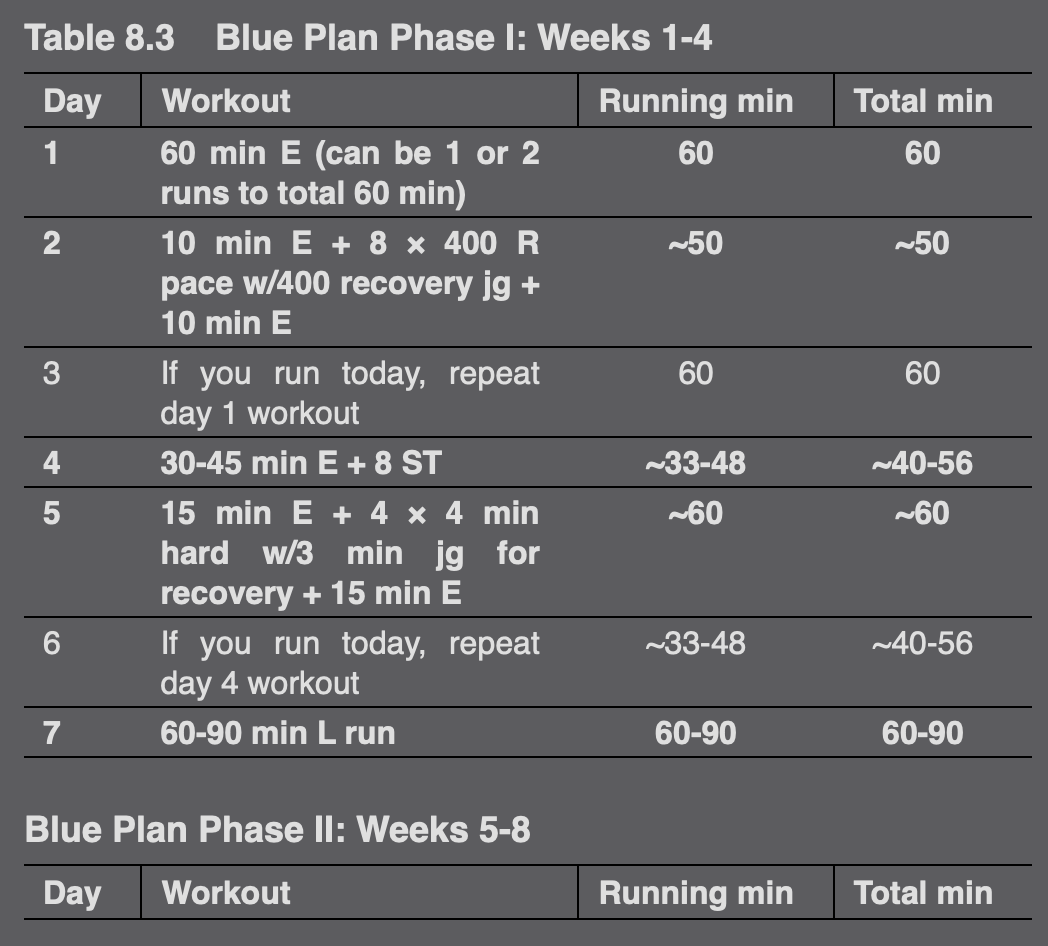 Table 8.3 Blue Plan Phase I: Weeks 1-4
Day Workout Running min Total min
1 60 min E (can be 1 or 2 60 60
runs to total 60 min)
2 10 min E + 8 × 400 R ~50 ~50
pace w/400 recovery jg +
10 min E
3 If you run today, repeat 60 60
day 1 workout
4 30-45 min E + 8 ST ~33-48 ~40-56
5 15 min E + 4 × 4 min ~60 ~60
hard w/3 min jg for
recovery + 15 min E
6 If you run today, repeat ~33-48 ~40-56
day 4 workout
7 60-90 min L run 60-90 60-90
Blue Plan Phase II: Weeks 5-8
Day Workout Running min Total min